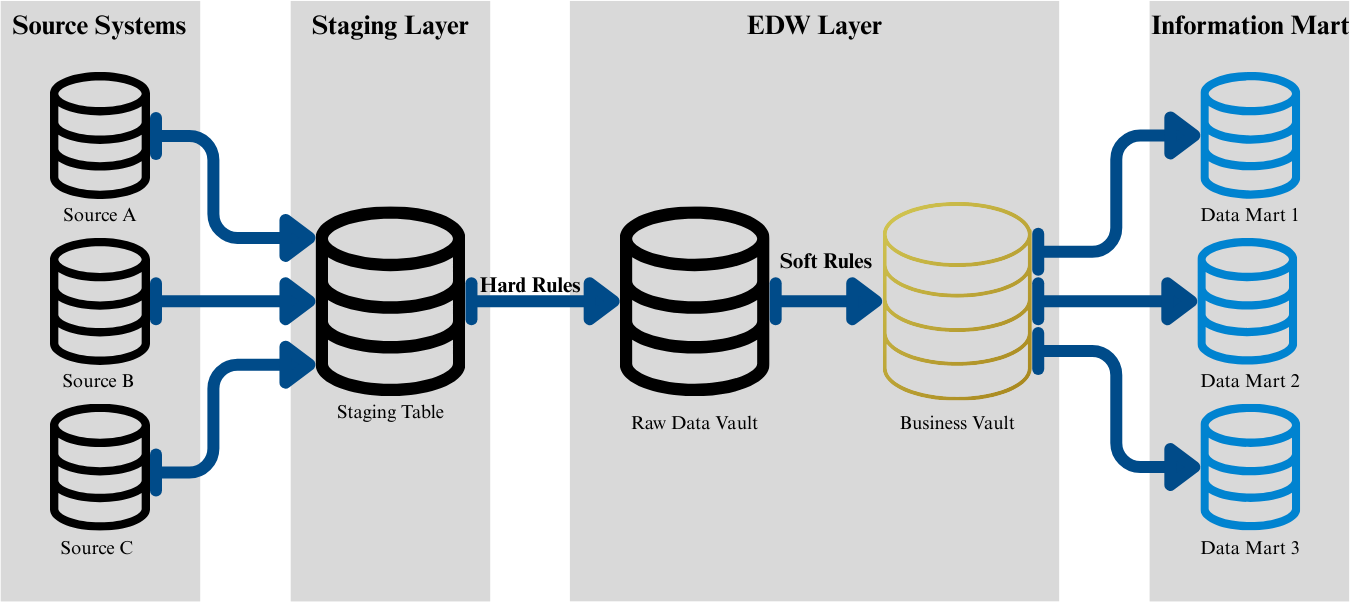 Source Systems
Staging Layer
EDW Layer
Information Mart
Source A
Source B
Source C
Staging Table
Hard Rules
Raw Data Vault
Soft Rules
Business Vault
Data Mart 1
Data Mart 2
Data Mart 3